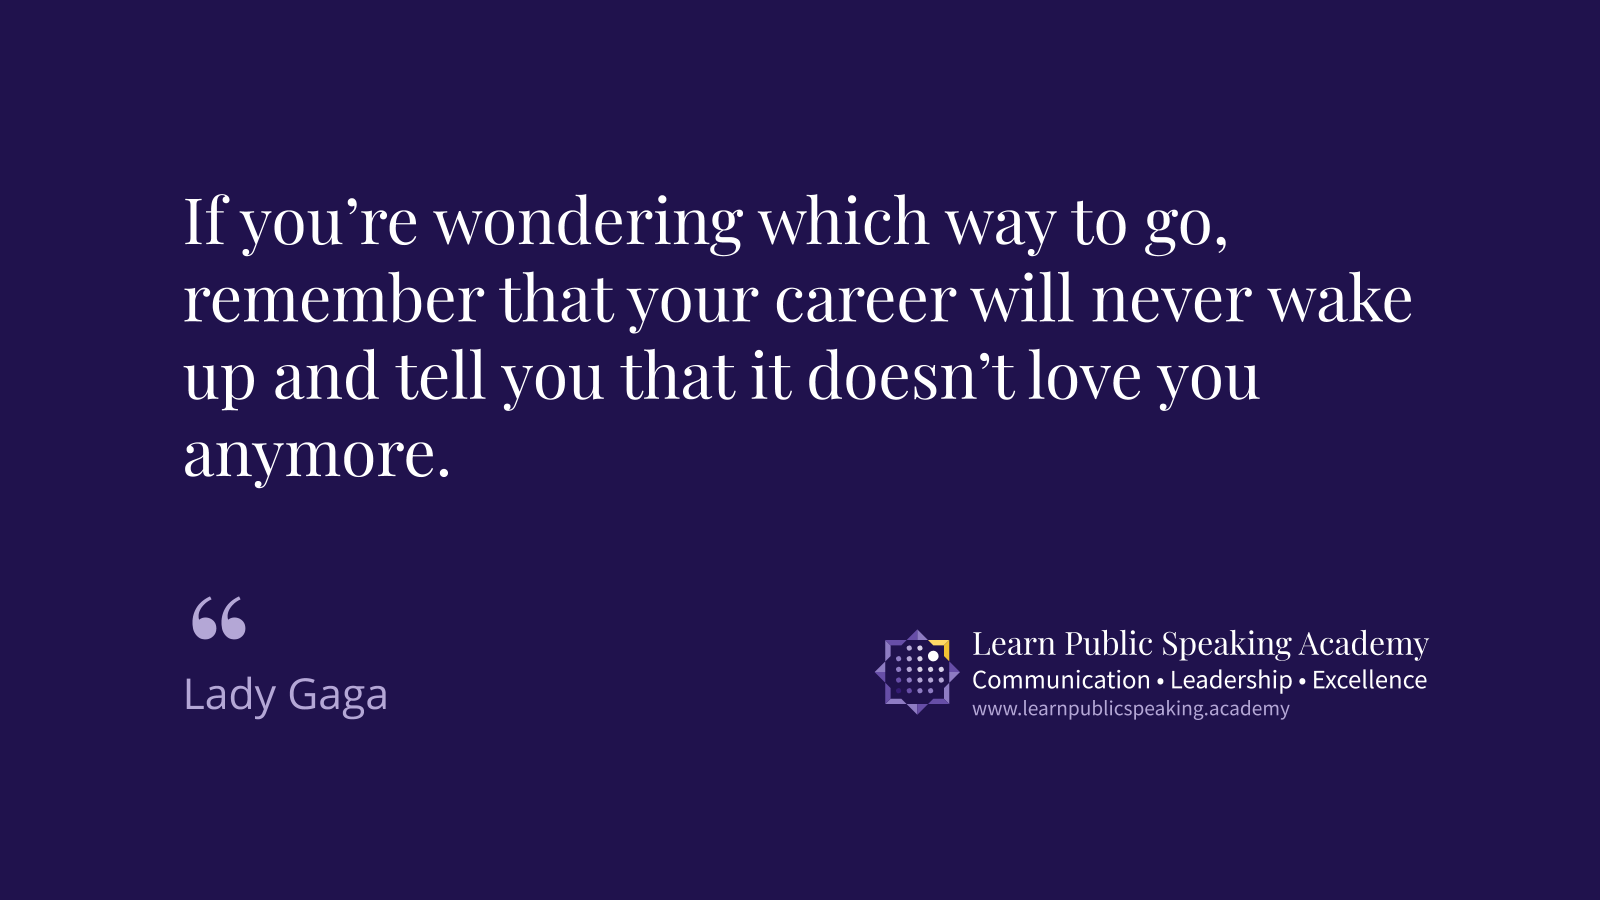 If you’re wondering which way to go,
remember that your career will never wake
up and tell you that it doesn’t love you
anymore.
“
Lady Gaga
Learn Public Speaking Academy
Communication • Leadership • Excellence
www.learnpublicspeaking.academy